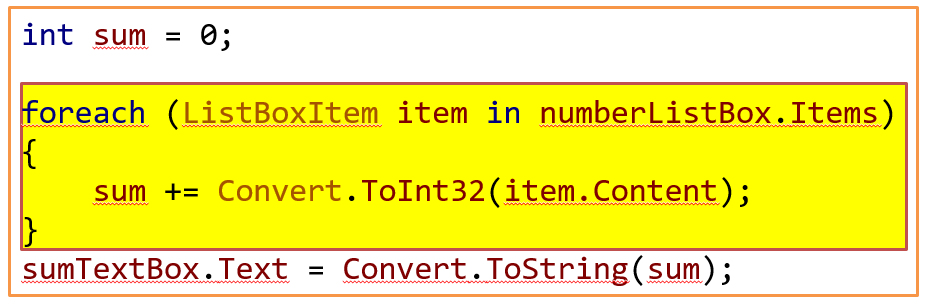 int sum = 0;
foreach (ListBoxItem item in numberListBox.Items)
{
    sum += Convert.ToInt32(item.Content);
}
sumTextBox.Text = Convert.ToString(sum);